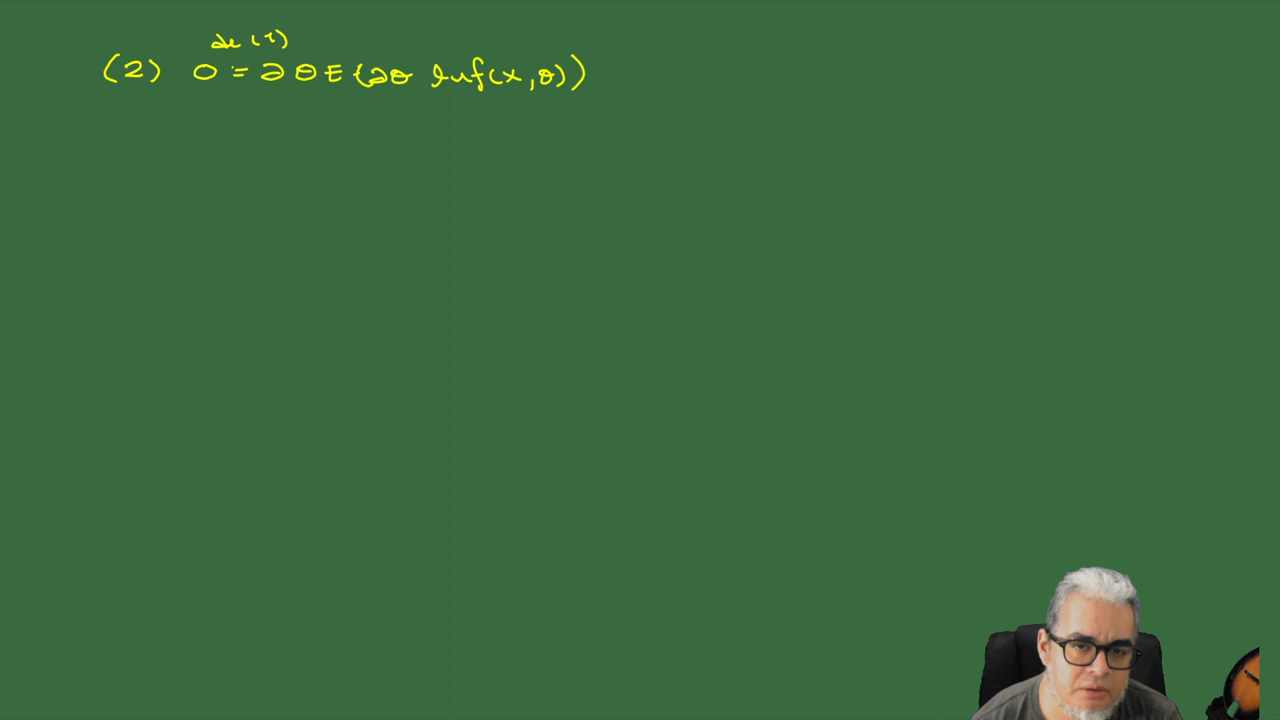 de (1)
(2) 0 = ∂θ E(∂θ ln f(x, θ))